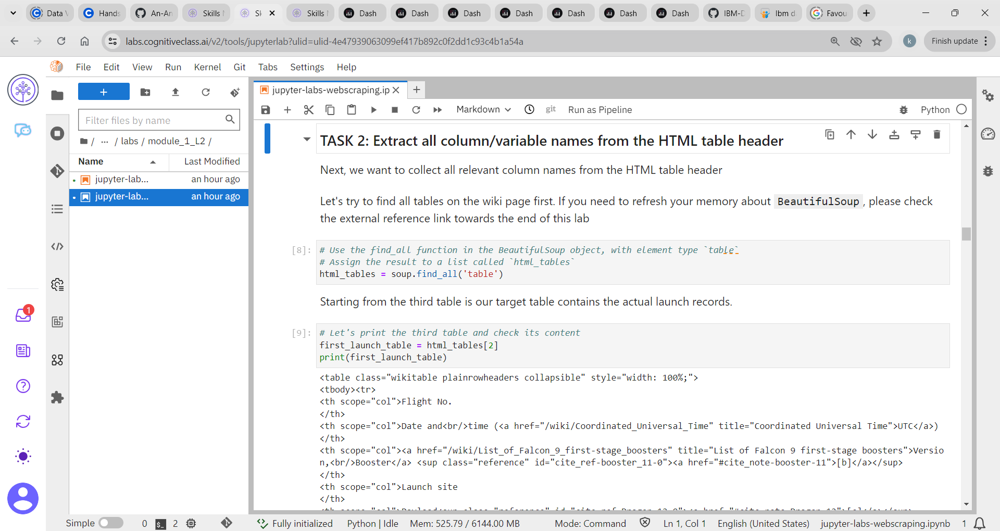 Data \
Hands
An-An
Skills I
Sk
Skills I
Dash
Dash
Dash
Dash
Dash
Dash
Dash
IBM-D
Ibm d
Favou
labs.cognitiveclass.ai/v2/tools/jupyterlab?ulid=ulid-4e47939063099ef417b892c0f2dd1c93c4b1a54a
k
Finish update
File Edit View Run Kernel Git Tabs Settings Help
jupyter-labs-webscraping.ip
Markdown
git
Run as Pipeline
Python
Filter files by name
/ ... / labs / module_1_L2 /
Name Last Modified
jupyter-lab... an hour ago
jupyter-lab... an hour ago
1
TASK 2: Extract all column/variable names from the HTML table header
Next, we want to collect all relevant column names from the HTML table header
Let's try to find all tables on the wiki page first. If you need to refresh your memory about BeautifulSoup , please check
the external reference link towards the end of this lab
[8]:
# Use the find_all function in the BeautifulSoup object, with element type `table`
# Assign the result to a list called `html_tables`
html_tables = soup.find_all('table')
Starting from the third table is our target table contains the actual launch records.
[9]:
# Let's print the third table and check its content
first_launch_table = html_tables[2]
print(first_launch_table)
<table class="wikitable plainrowheaders collapsible" style="width: 100%;">
<tbody><tr>
<th scope="col">Flight No.
</th>
<th scope="col">Date and<br/>time (<a href="/wiki/Coordinated_Universal_Time" title="Coordinated Universal Time">UTC</a>)
</th>
<th scope="col"><a href="/wiki/List_of_Falcon_9_first-stage_boosters" title="List of Falcon 9 first-stage boosters">Versio
n,<br/>Booster</a> <sup class="reference" id="cite_ref-booster_11-0"><a href="#cite_note-booster-11">[b]</a></sup>
</th>
<th scope="col">Launch site
</th>
Simple 0 2
Fully initialized Python | Idle Mem: 525.79 / 6144.00 MB
Mode: Command Ln 1, Col 1 English (United States) jupyter-labs-webscraping.ipynb 1